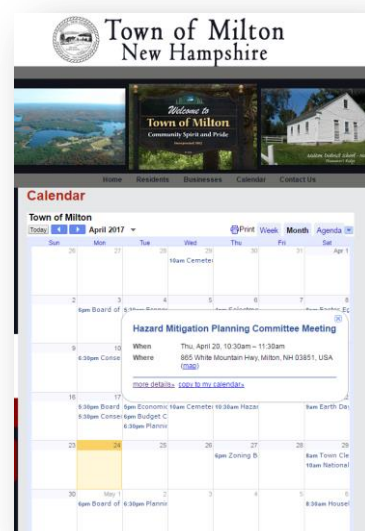 Town of Milton
New Hampshire
Welcome to
Town of Milton
Community Spirit and Pride
Home Residents Businesses Calendar Contact Us
Calendar
Town of Milton
Today April 2017 Print Week Month Agenda
Sun Mon Tue Wed Thu Fri Sat
26 27 28 29 30 31 Apr 1
10am Cemeter
2 3 4 5 6 7 8
6pm Board of
Hazard Mitigation Planning Committee Meeting
When Thu, April 20, 10:30am – 11:30am
Where 865 White Mountain Hwy, Milton, NH 03851, USA
(map)
more details» copy to my calendar»
9 10
6:30pm Conse
16 17
5:30pm Board 6pm Economic 10am Cemeter 10:30am Hazar 9am Earth Day
5:30pm Conse 6pm Budget C
6:30pm Plannin
23 24 25 26 27 28 29
6pm Zoning B 9am Town Cle
10am National
30 May 1 2 3 4 5 6
6pm Board of 6:30pm Plannin 8:30am Househ